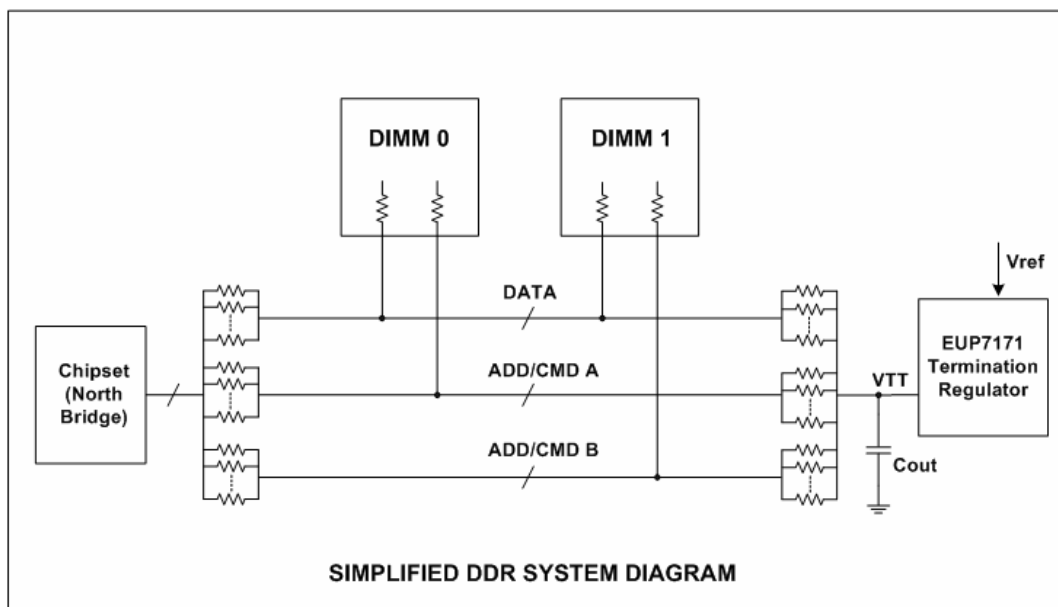 DIMM 0
DIMM 1
Vref
DATA
EUP7171
Termination
Regulator
Chipset
(North
Bridge)
ADD/CMD A
VTT
ADD/CMD B
Cout
SIMPLIFIED DDR SYSTEM DIAGRAM